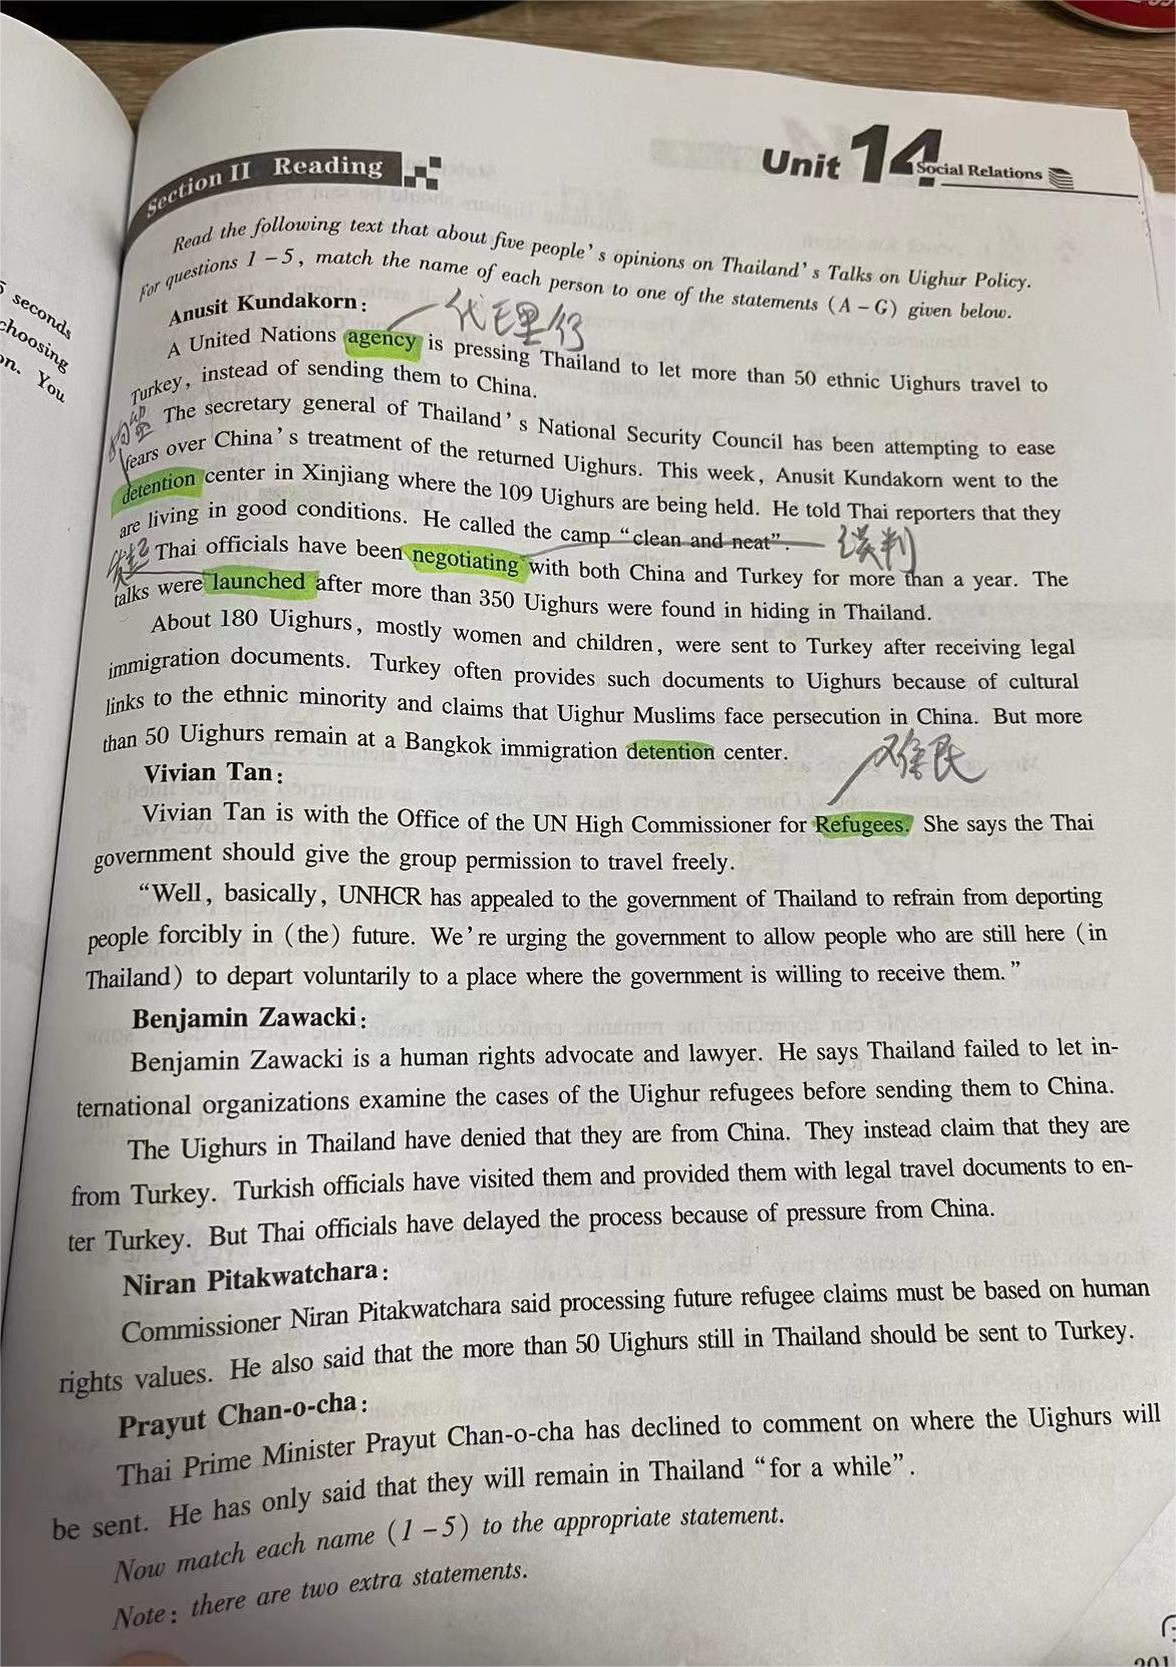 5 seconds
choosing
on. You
Section II Reading
Unit 14 Social Relations
Read the following text that about five people's opinions on Thailand's Talks on Uighur Policy.
For questions 1-5, match the name of each person to one of the statements (A-G) given below.
Anusit Kundakorn:
代理行
A United Nations agency is pressing Thailand to let more than 50 ethnic Uighurs travel to
Turkey, instead of sending them to China.
The secretary general of Thailand's National Security Council has been attempting to ease
fears over China's treatment of the returned Uighurs. This week, Anusit Kundakorn went to the
detention center in Xinjiang where the 109 Uighurs are being held. He told Thai reporters that they
are living in good conditions. He called the camp "clean and neat".
谈判
发起
Thai officials have been negotiating with both China and Turkey for more than a year. The
talks were launched after more than 350 Uighurs were found in hiding in Thailand.
About 180 Uighurs, mostly women and children, were sent to Turkey after receiving legal
immigration documents. Turkey often provides such documents to Uighurs because of cultural
links to the ethnic minority and claims that Uighur Muslims face persecution in China. But more
than 50 Uighurs remain at a Bangkok immigration detention center.
难民
Vivian Tan:
Vivian Tan is with the Office of the UN High Commissioner for Refugees. She says the Thai
government should give the group permission to travel freely.
"Well, basically, UNHCR has appealed to the government of Thailand to refrain from deporting
people forcibly in (the) future. We're urging the government to allow people who are still here (in
Thailand) to depart voluntarily to a place where the government is willing to receive them."
Benjamin Zawacki:
Benjamin Zawacki is a human rights advocate and lawyer. He says Thailand failed to let in-
ternational organizations examine the cases of the Uighur refugees before sending them to China.
The Uighurs in Thailand have denied that they are from China. They instead claim that they are
from Turkey. Turkish officials have visited them and provided them with legal travel documents to en-
ter Turkey. But Thai officials have delayed the process because of pressure from China.
Niran Pitakwatchara:
Commissioner Niran Pitakwatchara said processing future refugee claims must be based on human
rights values. He also said that the more than 50 Uighurs still in Thailand should be sent to Turkey.
Prayut Chan-o-cha:
Thai Prime Minister Prayut Chan-o-cha has declined to comment on where the Uighurs will
be sent. He has only said that they will remain in Thailand "for a while".
Now match each name (1-5) to the appropriate statement.
Note: there are two extra statements.